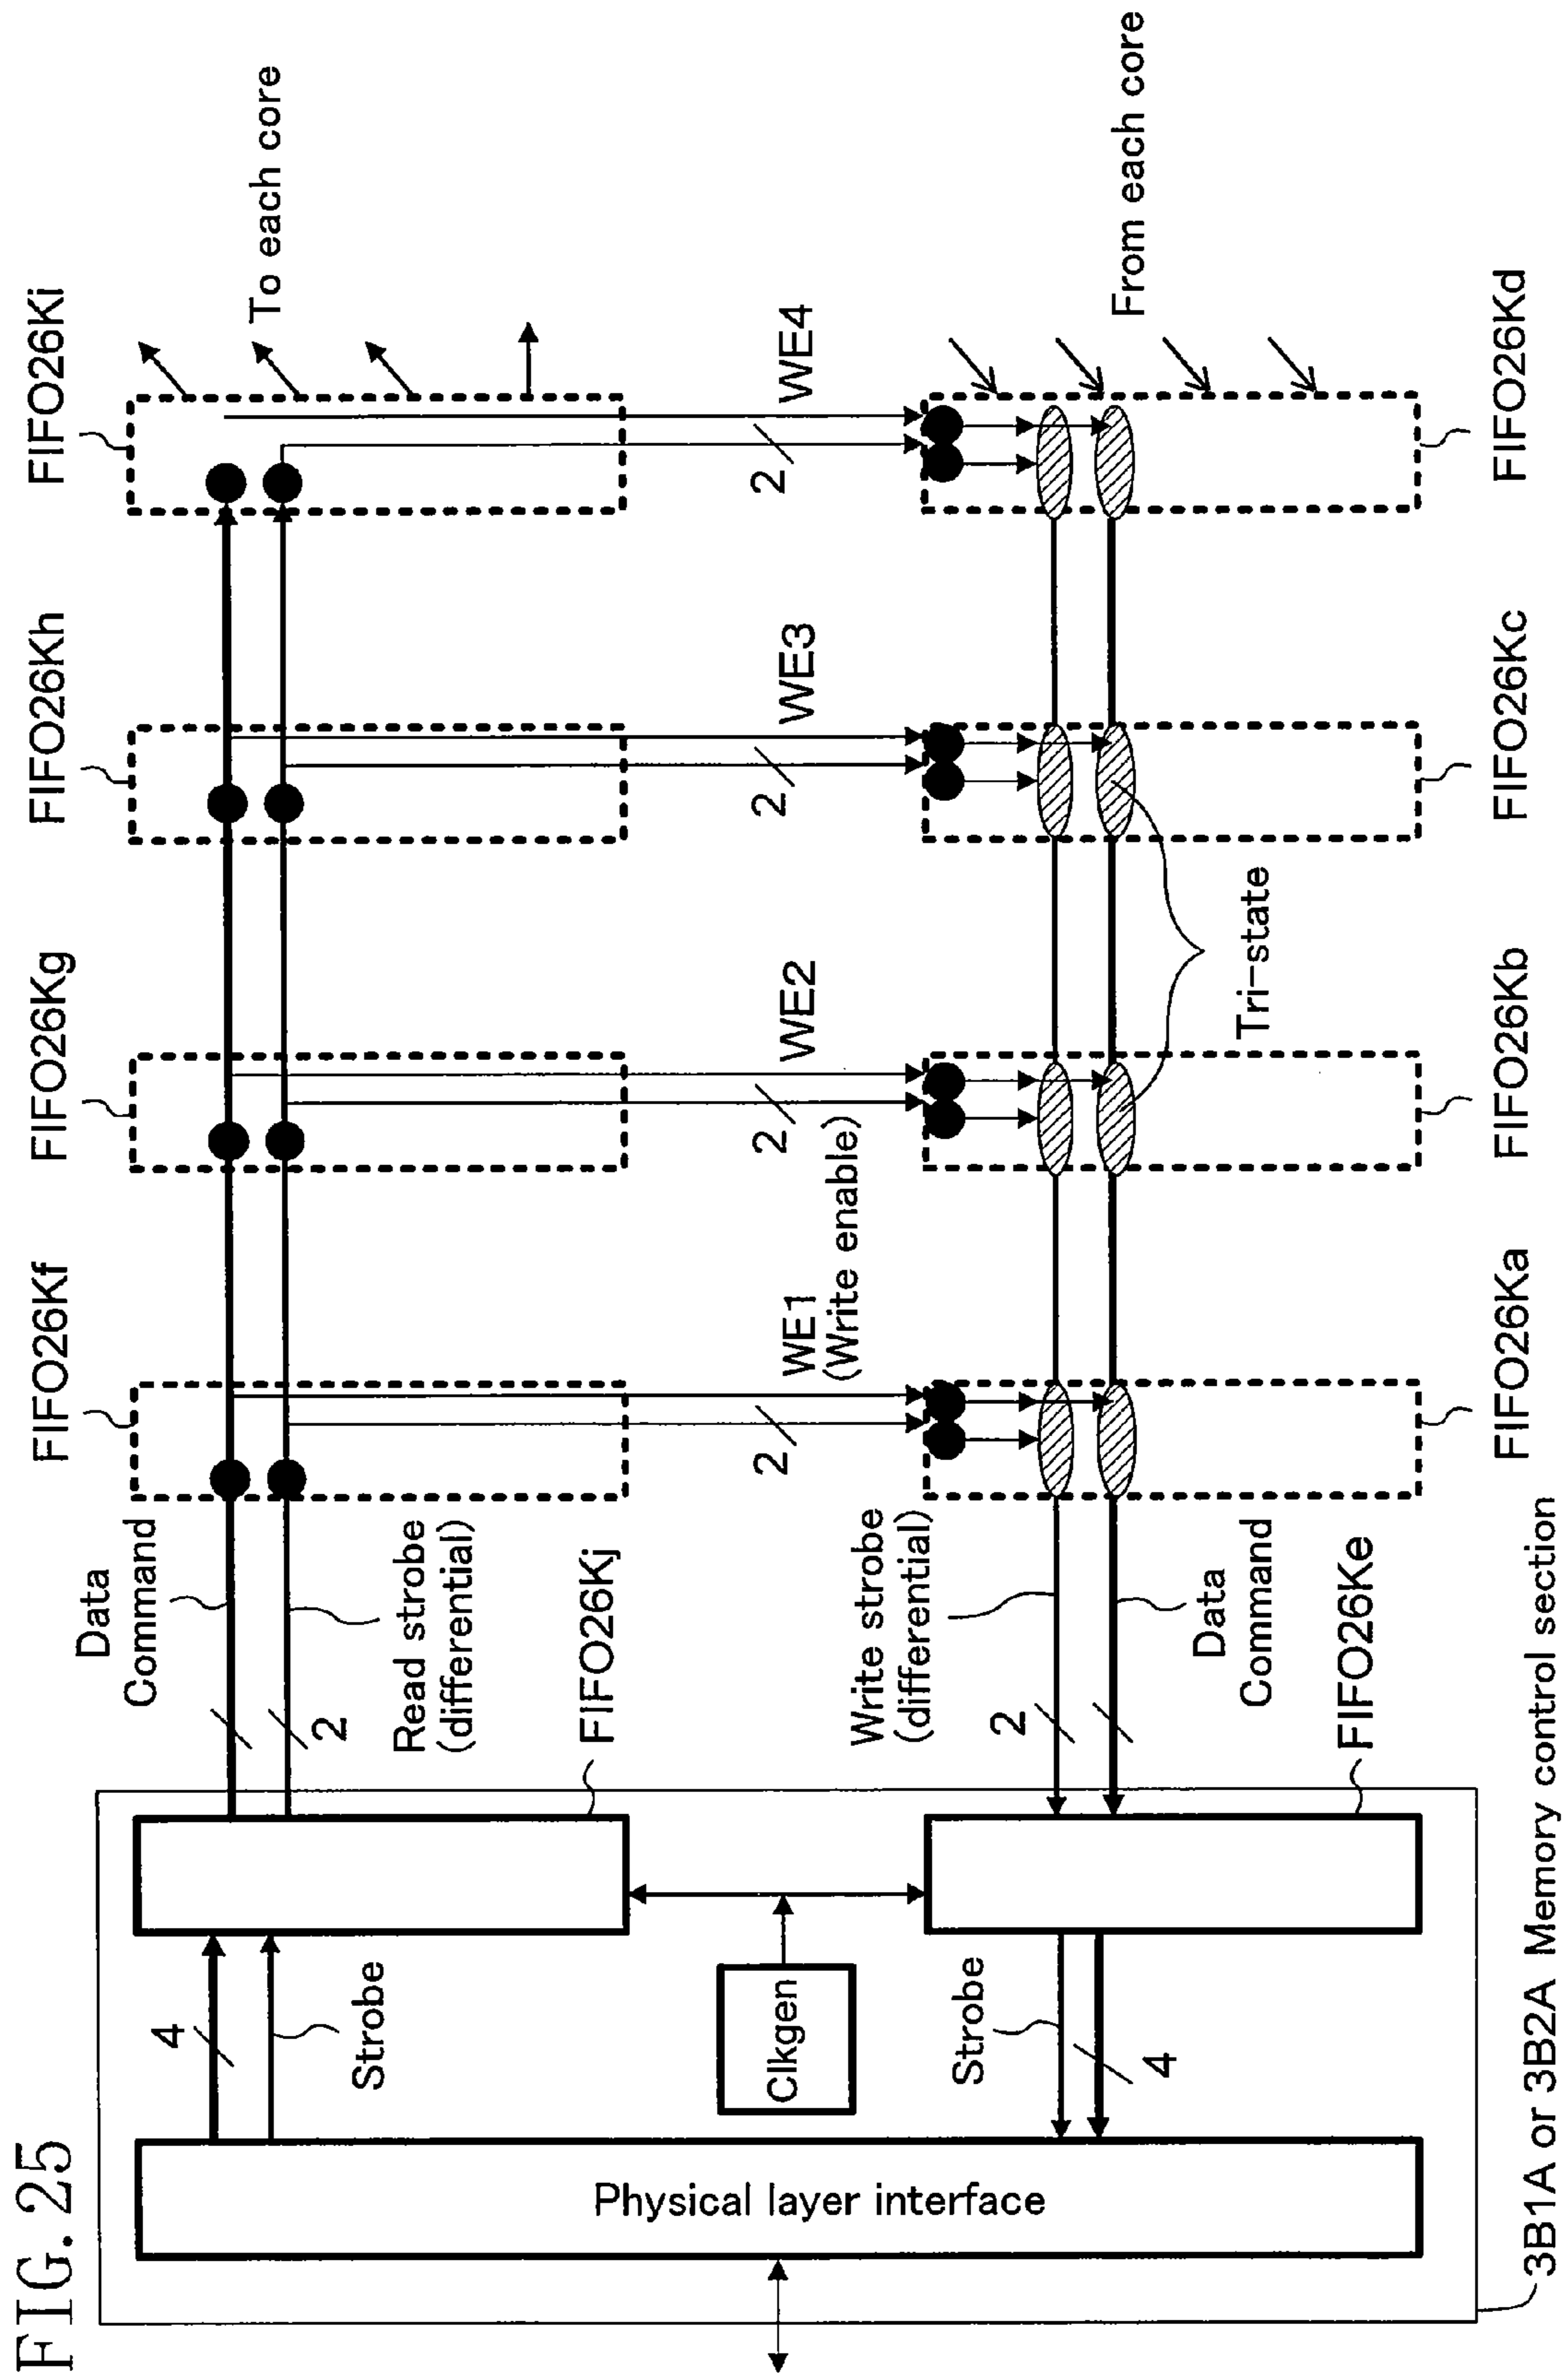 FIG. 25
FIFO26Kf
FIFO26Kg
FIFO26Kh
FIFO26Ki
Data
Command
To each core
4
Strobe
2
Read strobe
(differential)
FIFO26Kj
Clkgen
Physical layer interface
2
WE1
(Write enable)
2
WE2
2
WE3
2
WE4
Strobe
4
Write strobe
(differential)
2
Data
Command
FIFO26Ke
Tri-state
From each core
FIFO26Ka
FIFO26Kb
FIFO26Kc
FIFO26Kd
3B1A or 3B2A Memory control section